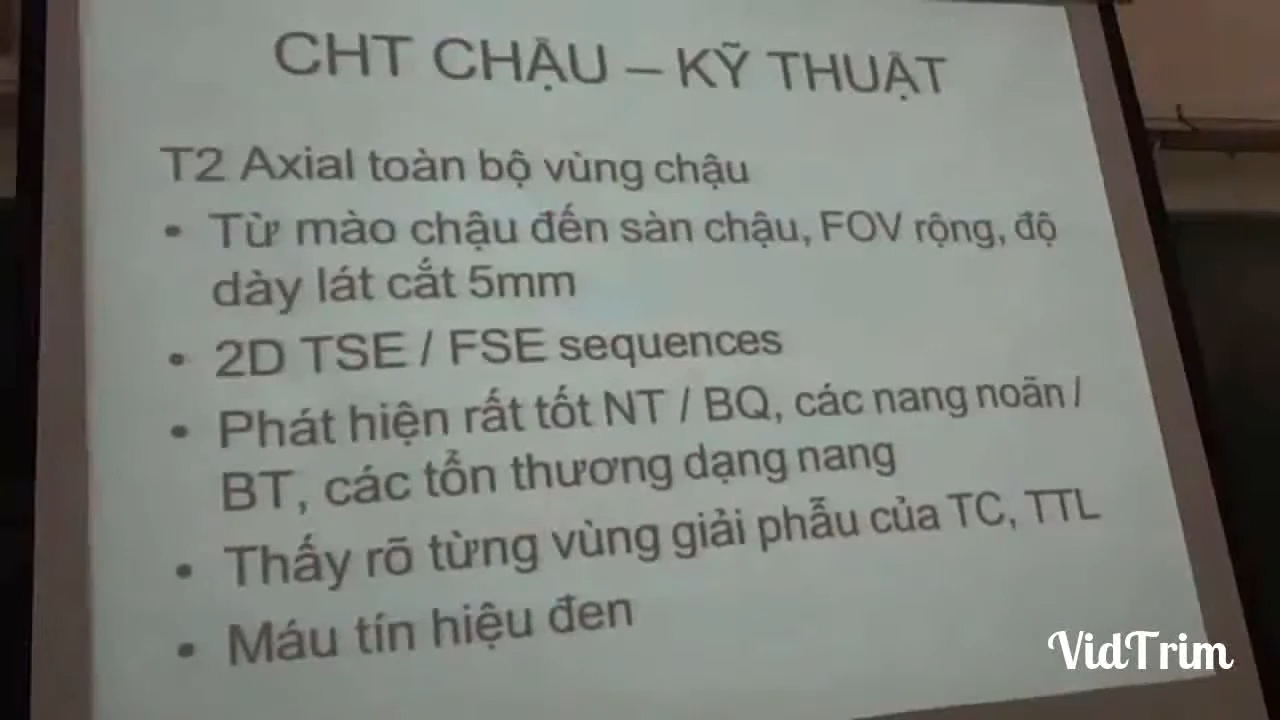 CHT CHẬU – KỸ THUẬT
T2 Axial toàn bộ vùng chậu
• Từ mào chậu đến sàn chậu, FOV rộng, độ
dày lát cắt 5mm
• 2D TSE / FSE sequences
• Phát hiện rất tốt NT / BQ, các nang noãn /
BT, các tổn thương dạng nang
• Thấy rõ từng vùng giải phẫu của TC, TTL
• Máu tín hiệu đen
VidTrim